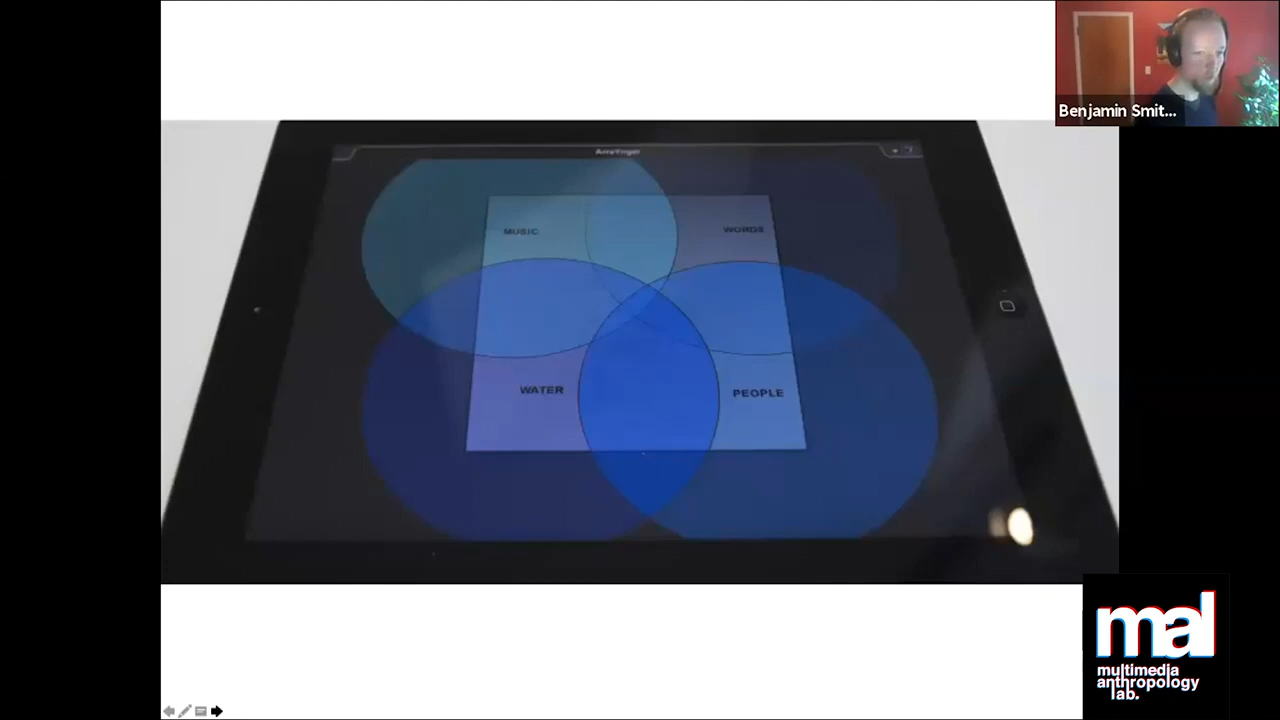 Benjamin Smit...
MUSIC
WORDS
WATER
PEOPLE
mal
multimedia
anthropology
lab.